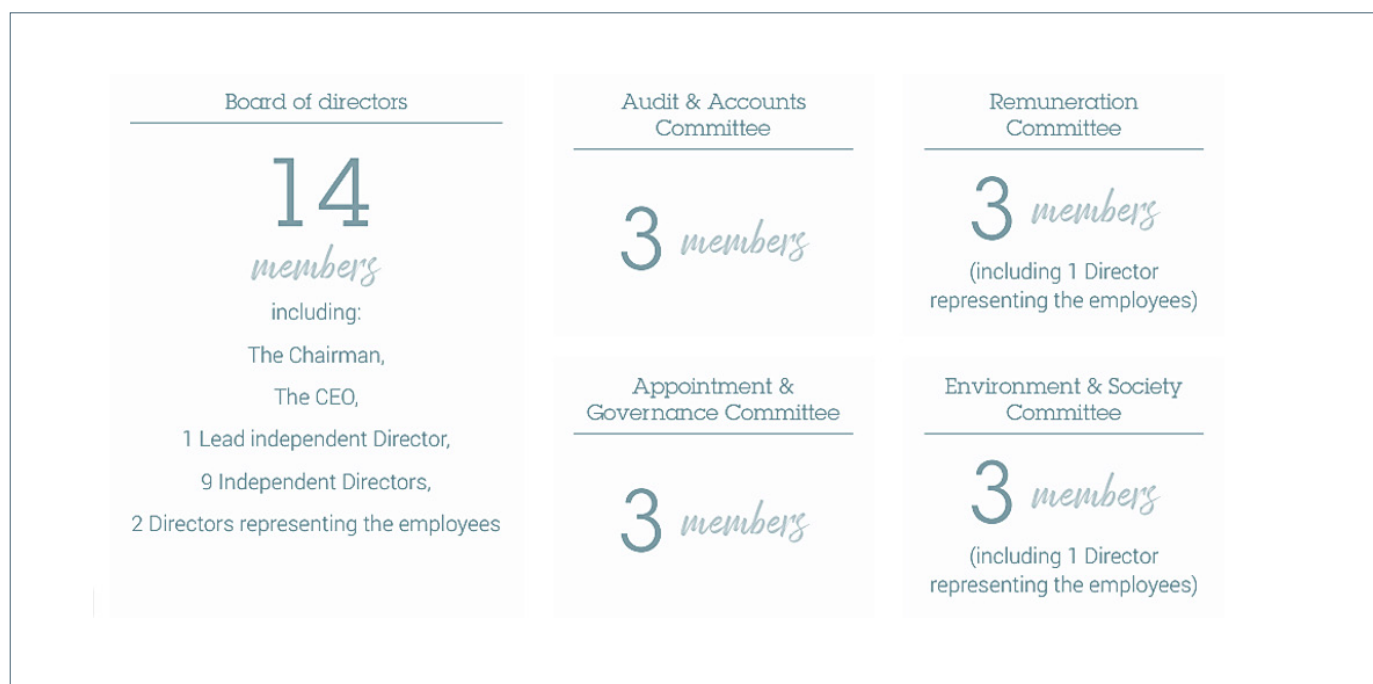 Board of directors
14
members
including:
The Chairman,
The CEO,
1 Lead independent Director,
9 Independent Directors,
2 Directors representing the employees
Audit & Accounts
Committee
3 members
Remuneration
Committee
3 members
(including 1 Director
representing the employees)
Appointment &
Governance Committee
3 members
Environment & Society
Committee
3 members
(including 1 Director
representing the employees)